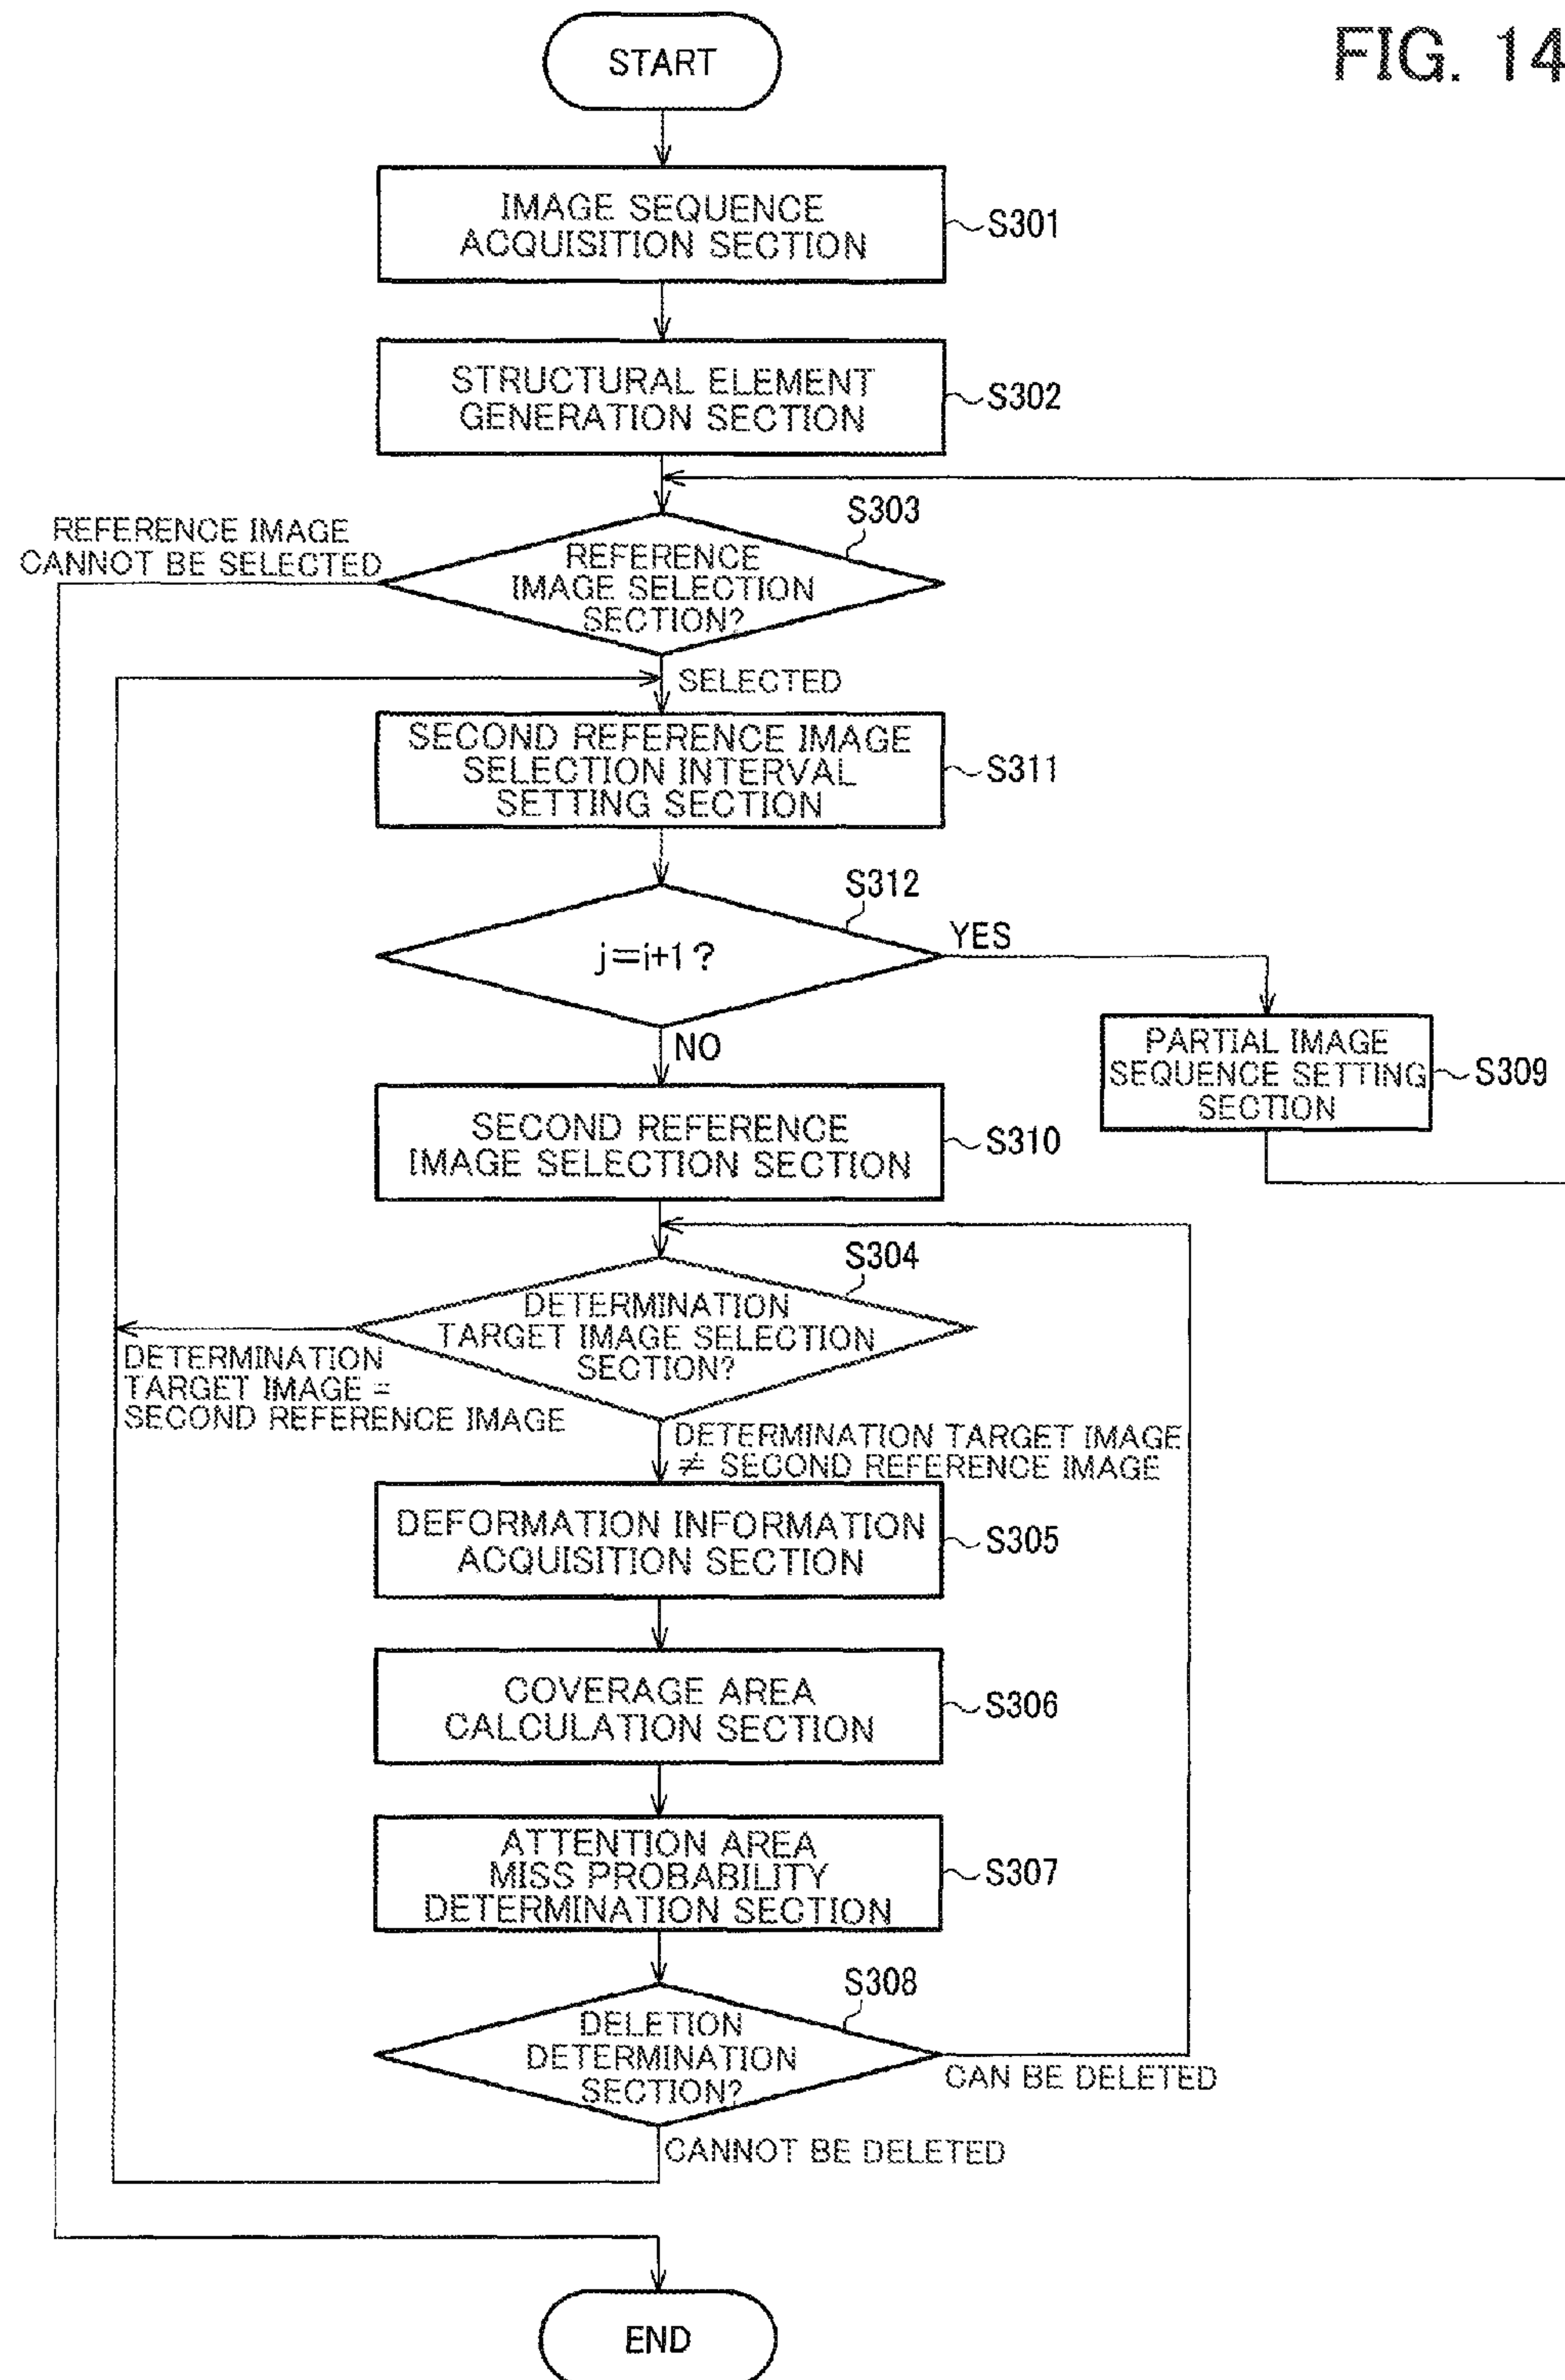 FIG. 14
START
IMAGE SEQUENCE
ACQUISITION SECTION
S301
STRUCTURAL ELEMENT
GENERATION SECTION
S302
S303
REFERENCE IMAGE
CANNOT BE SELECTED
REFERENCE
IMAGE SELECTION
SECTION?
SELECTED
SECOND REFERENCE IMAGE
SELECTION INTERVAL
SETTING SECTION
S311
S312
j=i+1?
YES
NO
PARTIAL IMAGE
SEQUENCE SETTING
SECTION
S309
SECOND REFERENCE
IMAGE SELECTION SECTION
S310
S304
DETERMINATION
TARGET IMAGE SELECTION
SECTION?
DETERMINATION
TARGET IMAGE =
SECOND REFERENCE IMAGE
DETERMINATION TARGET IMAGE
≠ SECOND REFERENCE IMAGE
DEFORMATION INFORMATION
ACQUISITION SECTION
S305
COVERAGE AREA
CALCULATION SECTION
S306
ATTENTION AREA
MISS PROBABILITY
DETERMINATION SECTION
S307
S308
DELETION
DETERMINATION
SECTION?
CAN BE DELETED
CANNOT BE DELETED
END